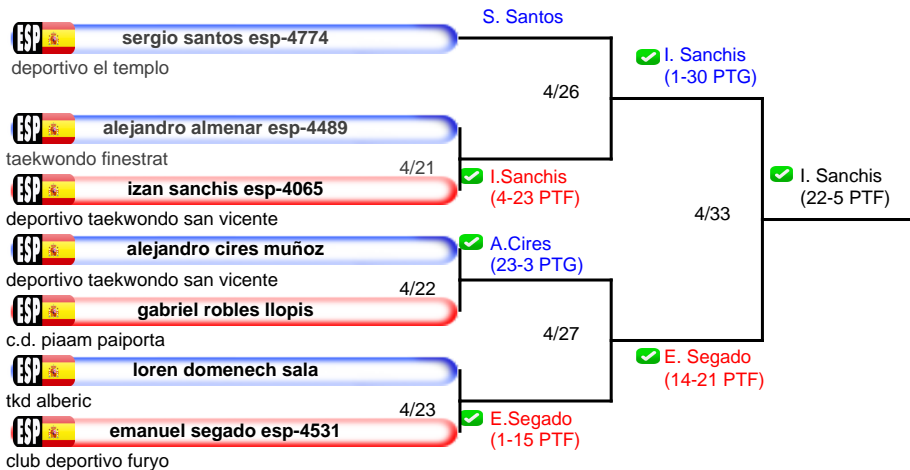 S. Santos
ESP sergio santos esp-4774
deportivo el templo
4/26
I. Sanchis
(1-30 PTG)
ESP alejandro almenar esp-4489
taekwondo finestrat
4/21
ESP izan sanchis esp-4065
I.Sanchis
(4-23 PTF)
deportivo taekwondo san vicente
4/33
I. Sanchis
(22-5 PTF)
ESP alejandro cires muñoz
A.Cires
(23-3 PTG)
deportivo taekwondo san vicente
4/22
ESP gabriel robles llopis
c.d. piaam paiporta
4/27
E. Segado
(14-21 PTF)
ESP loren domenech sala
tkd alberic
4/23
ESP emanuel segado esp-4531
E.Segado
(1-15 PTF)
club deportivo furyo